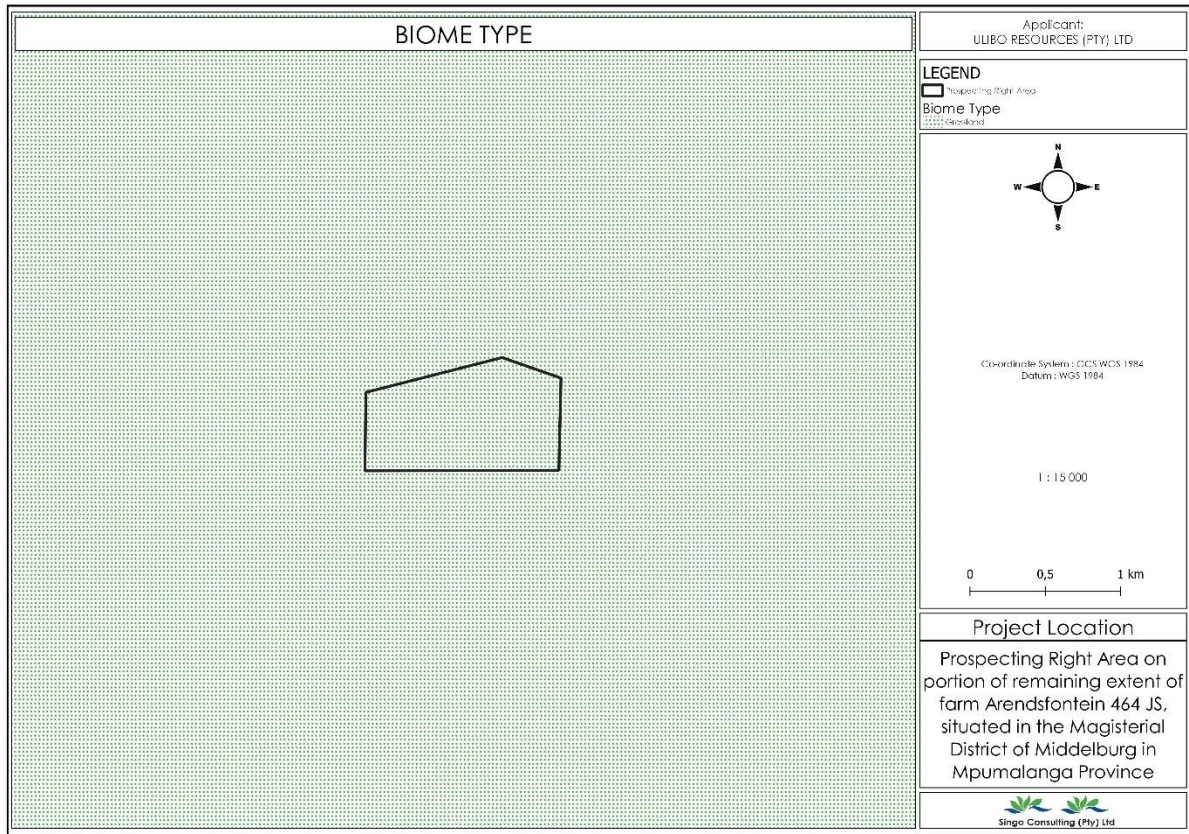 BIOME TYPE
Applicant:
ULIBO RESOURCES (PTY) LTD
LEGEND
Prospecting Right Area
Biome Type
Grassland
N
W
E
S
Co-ordinate System : GCS WGS 1984
Datum : WGS 1984
1 : 15 000
0 0,5 1 km
Project Location
Prospecting Right Area on
portion of remaining extent of
farm Arendsfontein 464 JS,
situated in the Magisterial
District of Middelburg in
Mpumalanga Province
Singo Consulting (Pty) Ltd